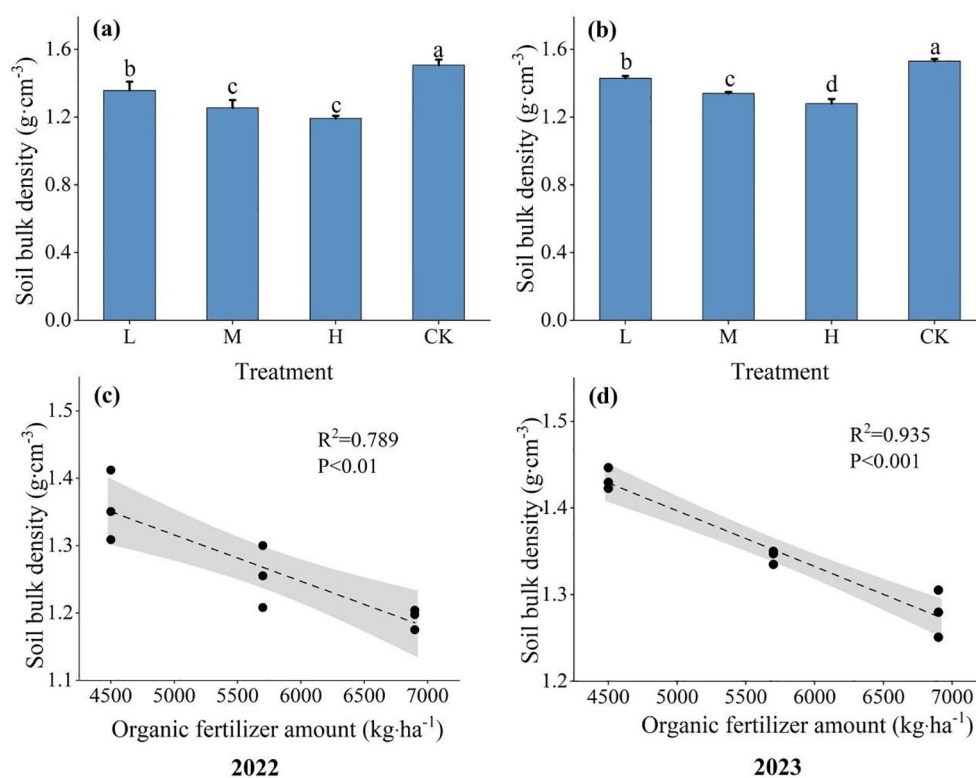 (a)
Soil bulk density (g·cm⁻³)
1.6
1.2
0.8
0.4
0.0
b
c
c
a
L M H CK
Treatment
(b)
Soil bulk density (g·cm⁻³)
1.6
1.2
0.8
0.4
0.0
b
c
d
a
L M H CK
Treatment
(c)
Soil bulk density (g·cm⁻³)
1.5
1.4
1.3
1.2
1.1
R²=0.789
P<0.01
4500 5000 5500 6000 6500 7000
Organic fertilizer amount (kg·ha⁻¹)
2022
(d)
Soil bulk density (g·cm⁻³)
1.5
1.4
1.3
1.2
R²=0.935
P<0.001
4500 5000 5500 6000 6500 7000
Organic fertilizer amount (kg·ha⁻¹)
2023